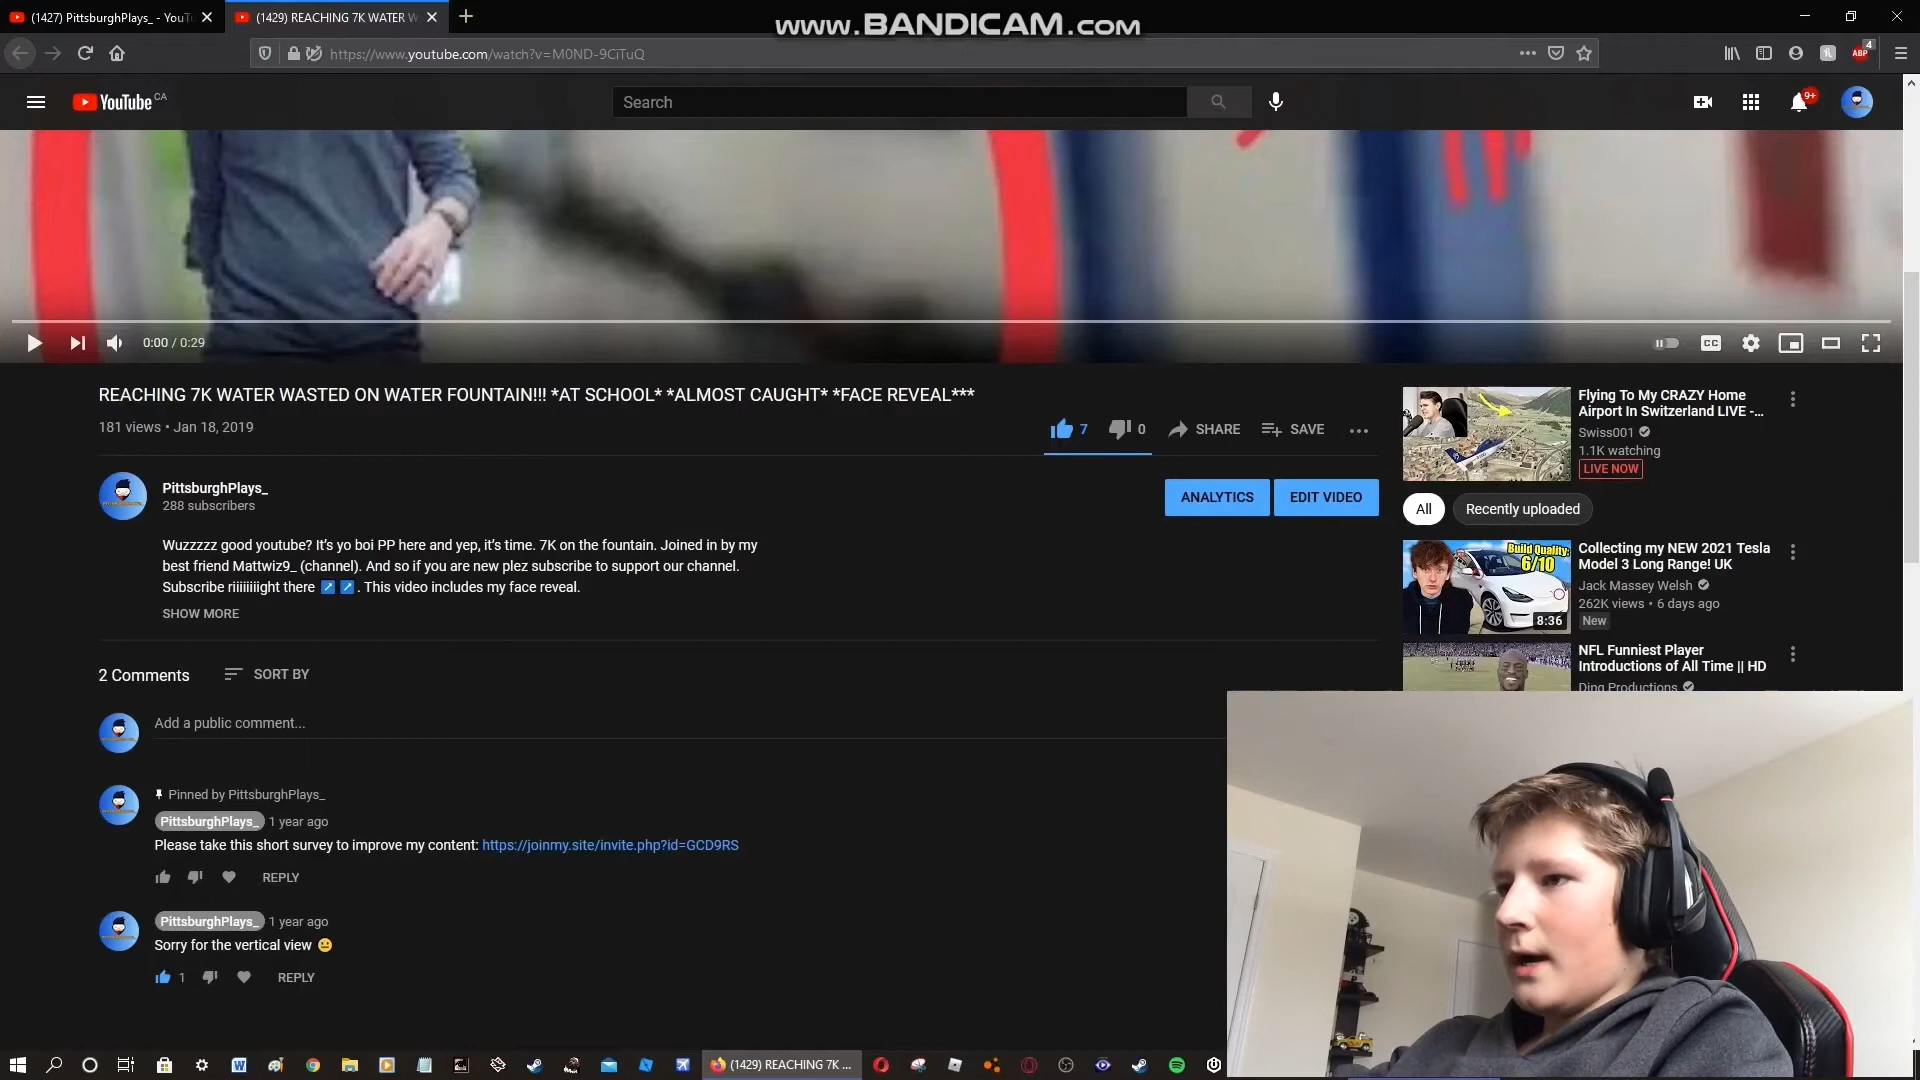 (1427) PittsburghPlays_ - YouTu
(1429) REACHING 7K WATER W
www.BANDICAM.com
https://www.youtube.com/watch?v=M0ND-9CiTuQ
ABP
4
YouTube CA
Search
9+
0:00 / 0:29
CC
REACHING 7K WATER WASTED ON WATER FOUNTAIN!!! *AT SCHOOL* *ALMOST CAUGHT* *FACE REVEAL***
181 views • Jan 18, 2019
7
0
SHARE
SAVE
PittsburghPlays_
288 subscribers
ANALYTICS
EDIT VIDEO
Wuzzzzz good youtube? It's yo boi PP here and yep, it's time. 7K on the fountain. Joined in by my
best friend Mattwiz9_ (channel). And so if you are new plez subscribe to support our channel.
Subscribe riiiiiiiight there ↗️ ↗️ . This video includes my face reveal.
SHOW MORE
2 Comments
SORT BY
Add a public comment...
Pinned by PittsburghPlays_
PittsburghPlays_ 1 year ago
Please take this short survey to improve my content: https://joinmy.site/invite.php?id=GCD9RS
REPLY
PittsburghPlays_ 1 year ago
Sorry for the vertical view 😐
1
REPLY
Flying To My CRAZY Home
Airport In Switzerland LIVE -...
Swiss001
1.1K watching
LIVE NOW
All
Recently uploaded
Build Quality:
6/10
8:36
Collecting my NEW 2021 Tesla
Model 3 Long Range! UK
Jack Massey Welsh
262K views • 6 days ago
New
NFL Funniest Player
Introductions of All Time || HD
Ding Productions
(1429) REACHING 7K ...